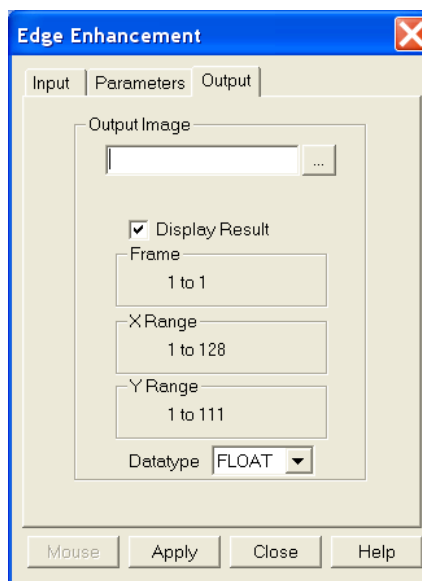 Edge Enhancement
Input Parameters Output
Output Image
...
Display Result
Frame
1 to 1
X Range
1 to 128
Y Range
1 to 111
Datatype FLOAT
Mouse Apply Close Help